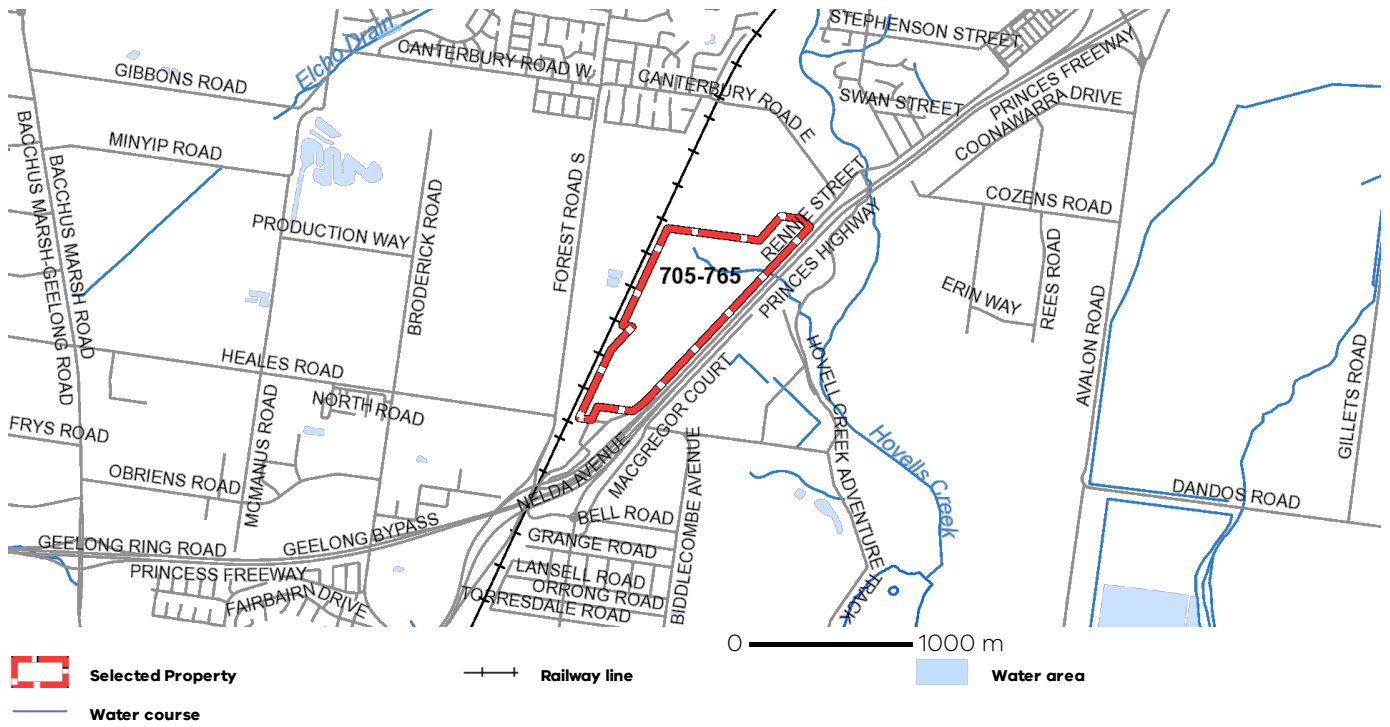 STEPHENSON STREET
Elcho Drain
CANTERBURY ROAD W
GIBBONS ROAD
CANTERBURY ROAD E
SWAN STREET
PRINCES FREEWAY
COONAWARRA
DRIVE
MINYIP ROAD
BACCHUS MARSH-GEELONG ROAD
BACCHUS MARSH ROAD
BRODERICK ROAD
FOREST ROAD S
RENNIE STREET
COZENS ROAD
PRODUCTION WAY
705-765
PRINCES HIGHWAY
ERIN WAY
REES ROAD
AVALON ROAD
GILLETS ROAD
HEALES ROAD
NORTH ROAD
MCMANUS ROAD
FRYS ROAD
OBRIENS ROAD
HOVELL CREEK ADVENTURE TRACK
Hovells Creek
MACGREGOR COURT
NELDA AVENUE
BIDDLECOMBE AVENUE
DANDOS ROAD
BELL ROAD
GEELONG RING ROAD
GEELONG BYPASS
GRANGE ROAD
PRINCESS FREEWAY
LANSELL ROAD
FAIRBAIRN DRIVE
ORRONG ROAD
TORRESDALE ROAD
0 1000 m
Selected Property
Railway line
Water area
Water course